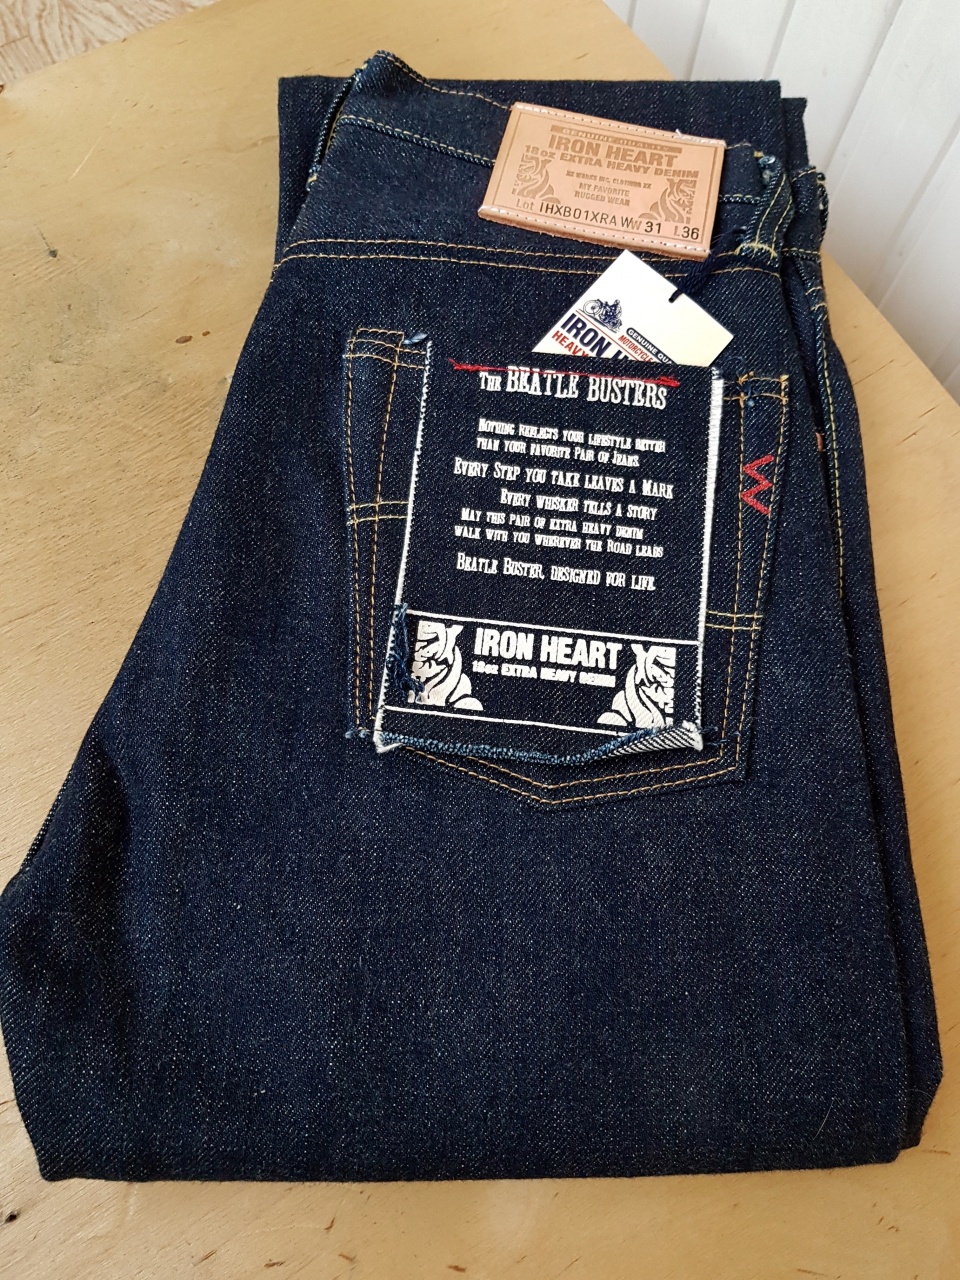 GENUINE QUALITY
IRON HEART
18oz EXTRA HEAVY DENIM
MY FAVORITE
RUGGED WEAR
Lot IHXB01XRAW W 31 L 36
GENUINE QUA
MOTORCYCL
IRON H
HEAVY
THE BEATLE BUSTERS
NOTHING REFLECTS YOUR LIFESTYLE BETTER
THAN YOUR FAVORITE PAIR OF JEANS.
EVERY STEP YOU TAKE LEAVES A MARK
EVERY WHISKER TELLS A STORY
MAY THIS PAIR OF EXTRA HEAVY DENIM
WALK WITH YOU WHEREVER THE ROAD LEADS
BEATLE BUSTER, DESIGNED FOR LIFE.
IRON HEART
18oz EXTRA HEAVY DENIM